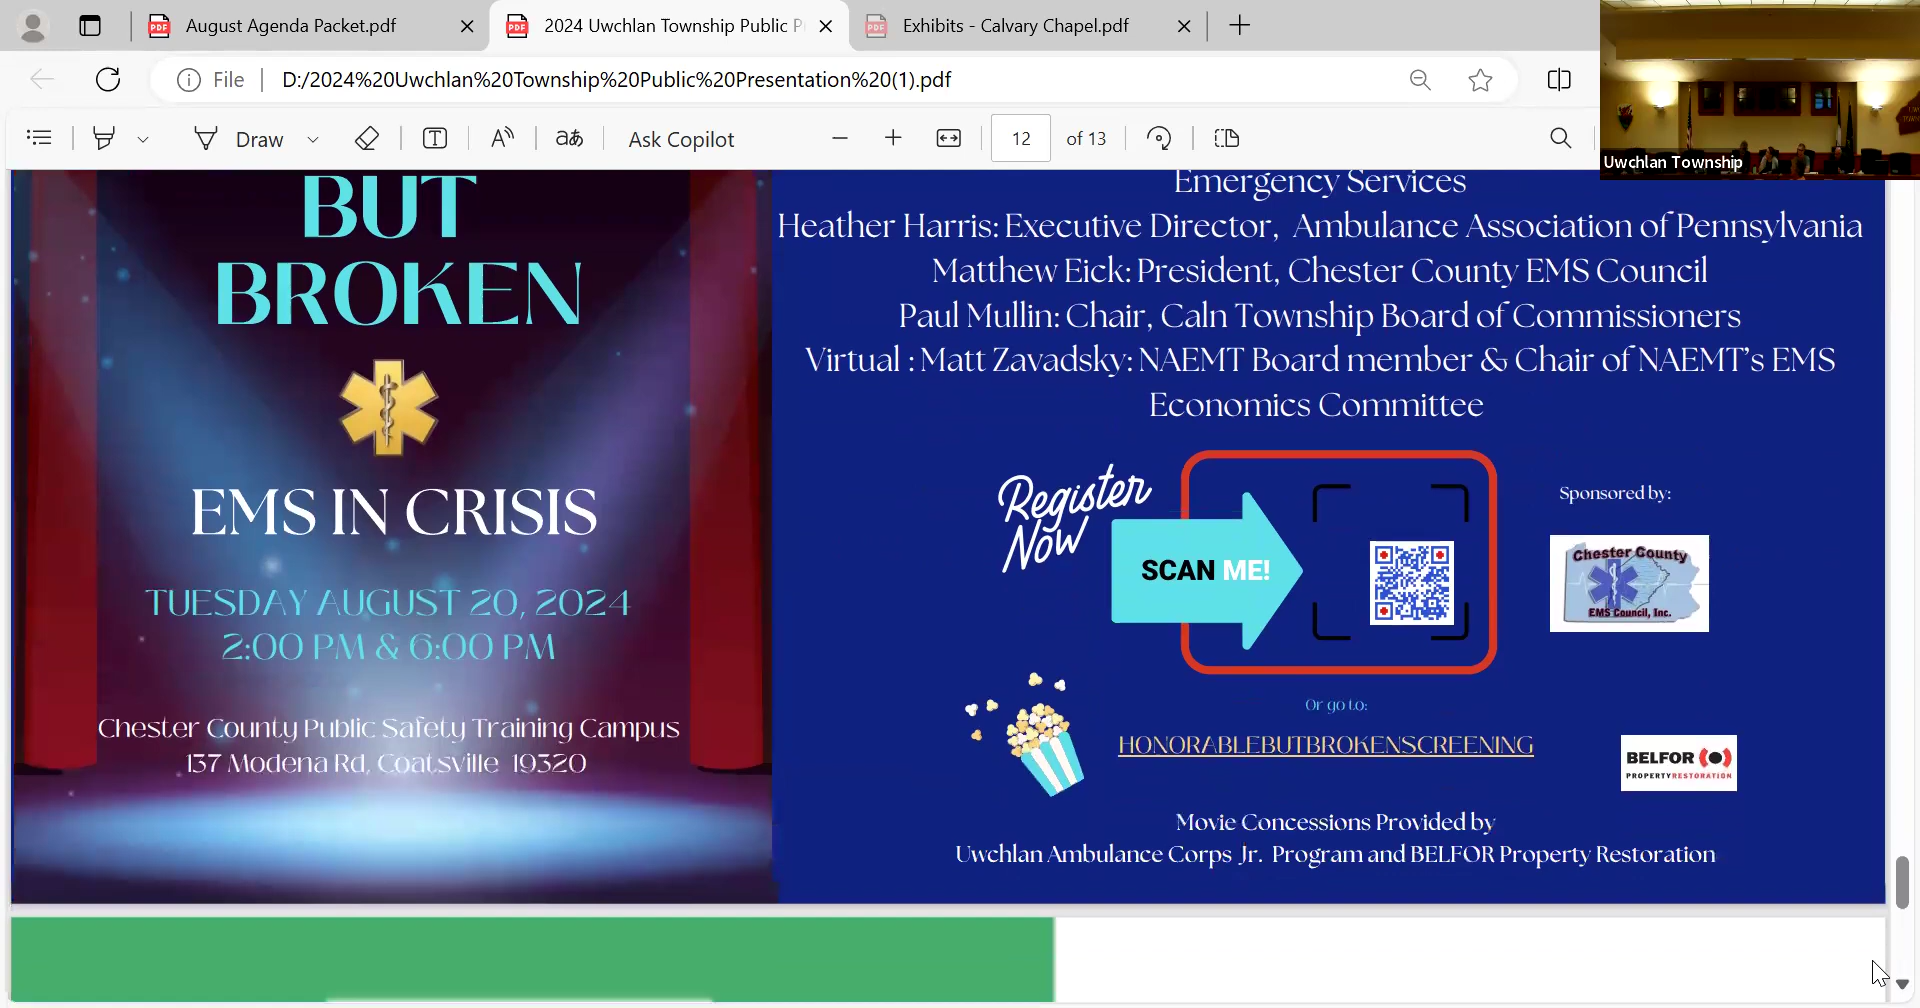 August Agenda Packet.pdf
2024 Uwchlan Township Public P
Exhibits - Calvary Chapel.pdf
File
D:/2024%20Uwchlan%20Township%20Public%20Presentation%20(1).pdf
Draw
Ask Copilot
12
of 13
Uwchlan Township
BUT
BROKEN
EMS IN CRISIS
TUESDAY AUGUST 20, 2024
2:00 PM & 6:00 PM
Chester County Public Safety Training Campus
137 Modena Rd, Coatsville 19320
Emergency Services
Heather Harris: Executive Director, Ambulance Association of Pennsylvania
Matthew Eick: President, Chester County EMS Council
Paul Mullin: Chair, Caln Township Board of Commissioners
Virtual : Matt Zavadsky: NAEMT Board member & Chair of NAEMT's EMS
Economics Committee
Register
Now
SCAN ME!
Sponsored by:
Chester County
EMS Council, Inc.
Or go to:
HONORABLEBUTBROKENSCREENING
BELFOR
PROPERTY RESTORATION
Movie Concessions Provided by
Uwchlan Ambulance Corps Jr. Program and BELFOR Property Restoration